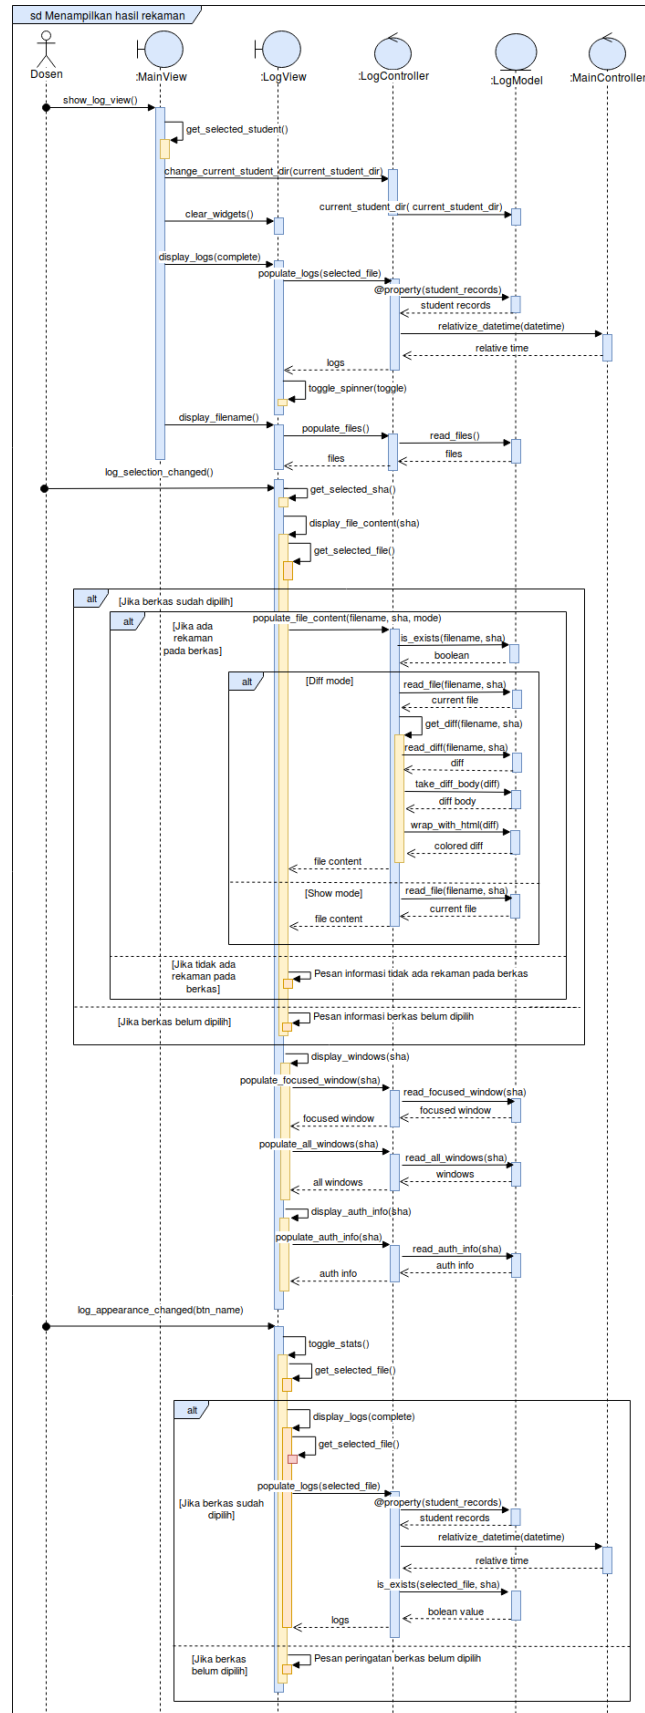 sd Menampilkan hasil rekaman
Dosen
:MainView
:LogView
:LogController
:LogModel
:MainController
show_log_view()
get_selected_student()
change_current_student_dir(current_student_dir)
current_student_dir( current_student_dir)
clear_widgets()
display_logs(complete)
populate_logs(selected_file)
@property(student_records)
student records
relativize_datetime(datetime)
relative time
logs
toggle_spinner(toggle)
display_filename()
populate_files()
read_files()
files
files
log_selection_changed()
get_selected_sha()
display_file_content(sha)
get_selected_file()
alt
[Jika berkas sudah dipilih]
alt
[Jika ada
rekaman
pada berkas]
populate_file_content(filename, sha, mode)
is_exists(filename, sha)
boolean
alt
[Diff mode]
read_file(filename, sha)
current file
get_diff(filename, sha)
read_diff(filename, sha)
diff
take_diff_body(diff)
diff body
wrap_with_html(diff)
colored diff
file content
[Show mode]
read_file(filename, sha)
current file
file content
[Jika tidak ada
rekaman pada
berkas]
Pesan informasi tidak ada rekaman pada berkas
[Jika berkas belum dipilih]
Pesan informasi berkas belum dipilih
display_windows(sha)
populate_focused_window(sha)
read_focused_window(sha)
focused window
focused window
populate_all_windows(sha)
read_all_windows(sha)
windows
all windows
display_auth_info(sha)
populate_auth_info(sha)
read_auth_info(sha)
auth info
auth info
log_appearance_changed(btn_name)
toggle_stats()
get_selected_file()
alt
display_logs(complete)
get_selected_file()
populate_logs(selected_file)
[Jika berkas sudah
dipilih]
@property(student_records)
student records
relativize_datetime(datetime)
relative time
is_exists(selected_file, sha)
bolean value
logs
[Jika berkas
belum dipilih]
Pesan peringatan berkas belum dipilih